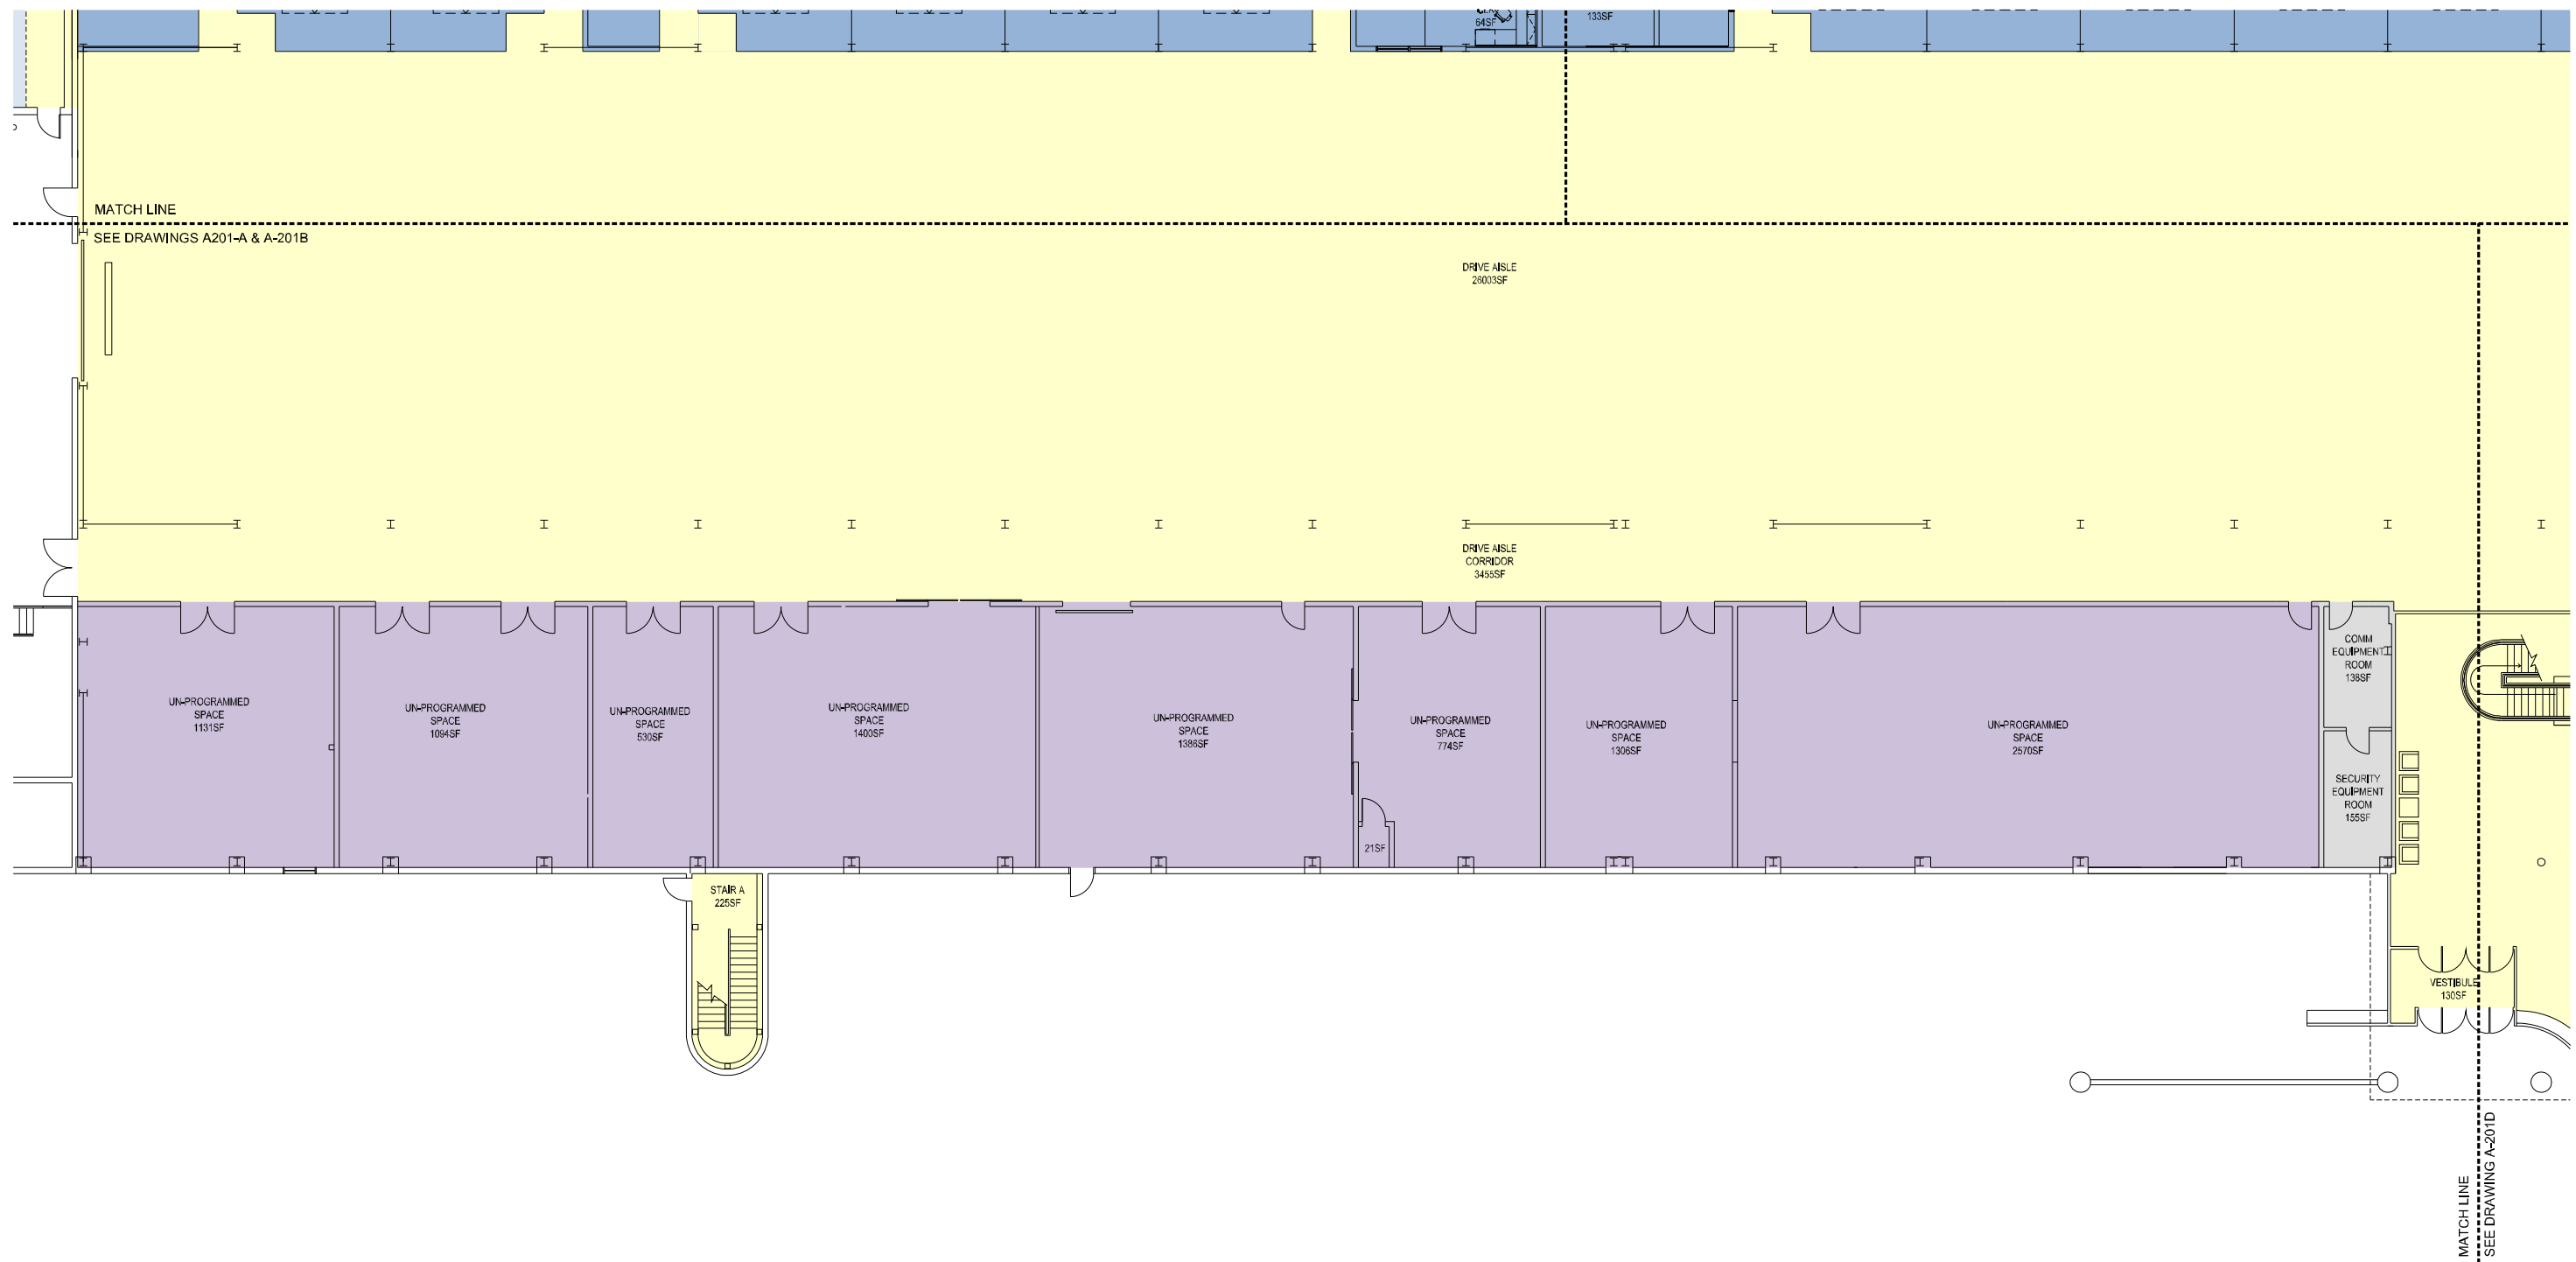 64SF
133SF
MATCH LINE
SEE DRAWINGS A201-A & A-201B
DRIVE AISLE
26003SF
DRIVE AISLE
CORRIDOR
3455SF
UN-PROGRAMMED
SPACE
1131SF
UN-PROGRAMMED
SPACE
1094SF
UN-PROGRAMMED
SPACE
530SF
UN-PROGRAMMED
SPACE
1400SF
UN-PROGRAMMED
SPACE
1386SF
UN-PROGRAMMED
SPACE
774SF
21SF
UN-PROGRAMMED
SPACE
1306SF
UN-PROGRAMMED
SPACE
2570SF
COMM
EQUIPMENT
ROOM
138SF
SECURITY
EQUIPMENT
ROOM
155SF
STAIR A
225SF
VESTIBULE
130SF
MATCH LINE
SEE DRAWING A-201D